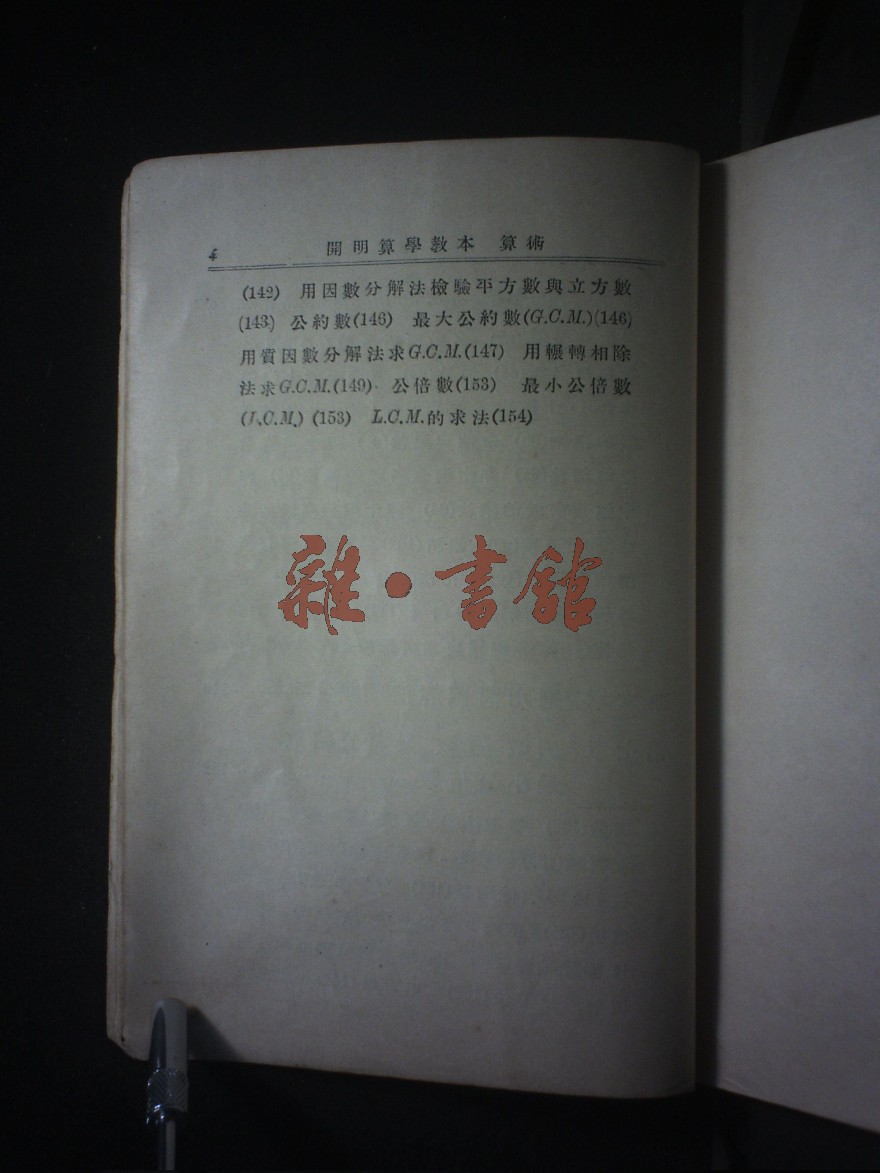 4 開明算學教本 算術
(142) 用因數分解法檢驗平方數與立方數
(143) 公約數(146) 最大公約數(G.C.M.)(146)
用質因數分解法求G.C.M.(147) 用輾轉相除
法求G.C.M.(149) 公倍數(153) 最小公倍數
(L.C.M.) (153) L.C.M.的求法(154)
雜·書館